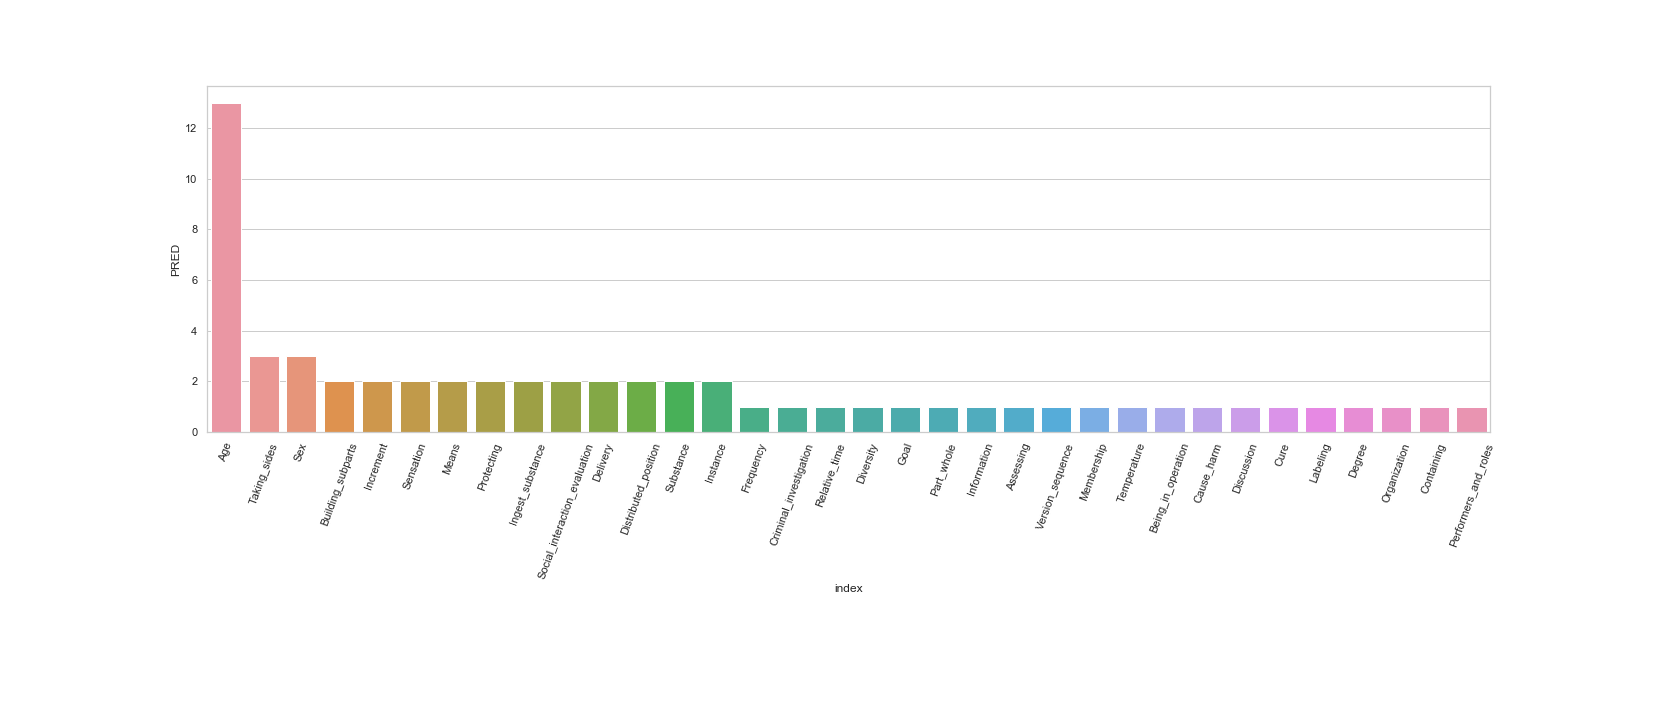 12
10
8
6
4
2
0
PRED
Age
Taking_sides
Sex
Building_subparts
Increment
Sensation
Means
Protecting
Ingest_substance
Social_interaction_evaluation
Delivery
Distributed_position
Substance
Instance
Frequency
Criminal_investigation
Relative_time
Diversity
Goal
Part_whole
Information
Assessing
Version_sequence
Membership
Temperature
Being_in_operation
Cause_harm
Discussion
Cure
Labeling
Degree
Organization
Containing
Performers_and_roles
index